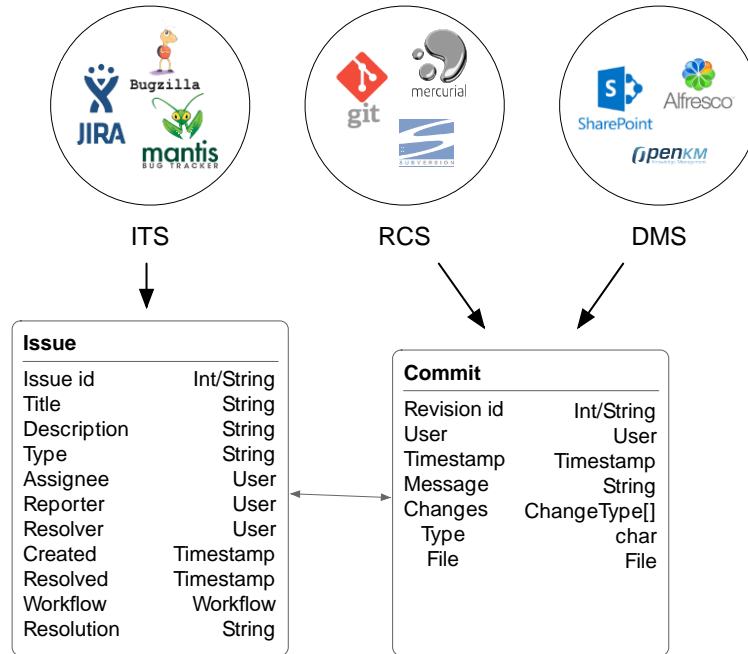 Bugzilla
JIRA
mantis
BUG TRACKER
git
mercurial
SUBVERSION
S
SharePoint
Alfresco
OpenKM
Knowledge Management
ITS
RCS
DMS
Issue
Issue id Int/String
Title String
Description String
Type String
Assignee User
Reporter User
Resolver User
Created Timestamp
Resolved Timestamp
Workflow Workflow
Resolution String
Commit
Revision id Int/String
User User
Timestamp Timestamp
Message String
Changes ChangeType[]
Type char
File File